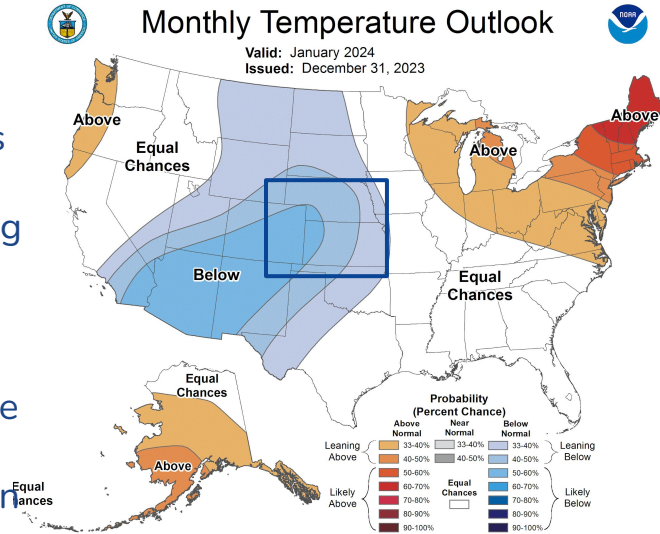 Monthly Temperature Outlook
NOAA
Valid: January 2024
Issued: December 31, 2023
s
g
e
n
Above
Equal
Chances
Below
Above
Above
Equal
Chances
Equal
Chances
Above
Equal
ances
Probability
(Percent Chance)
Above
Normal
Near
Normal
Below
Normal
Leaning
Above
33-40%
33-40%
33-40%
Leaning
Below
40-50%
40-50%
40-50%
Likely
Above
50-60%
50-60%
Likely
Below
60-70%
60-70%
70-80%
70-80%
80-90%
80-90%
90-100%
90-100%
Equal
Chances